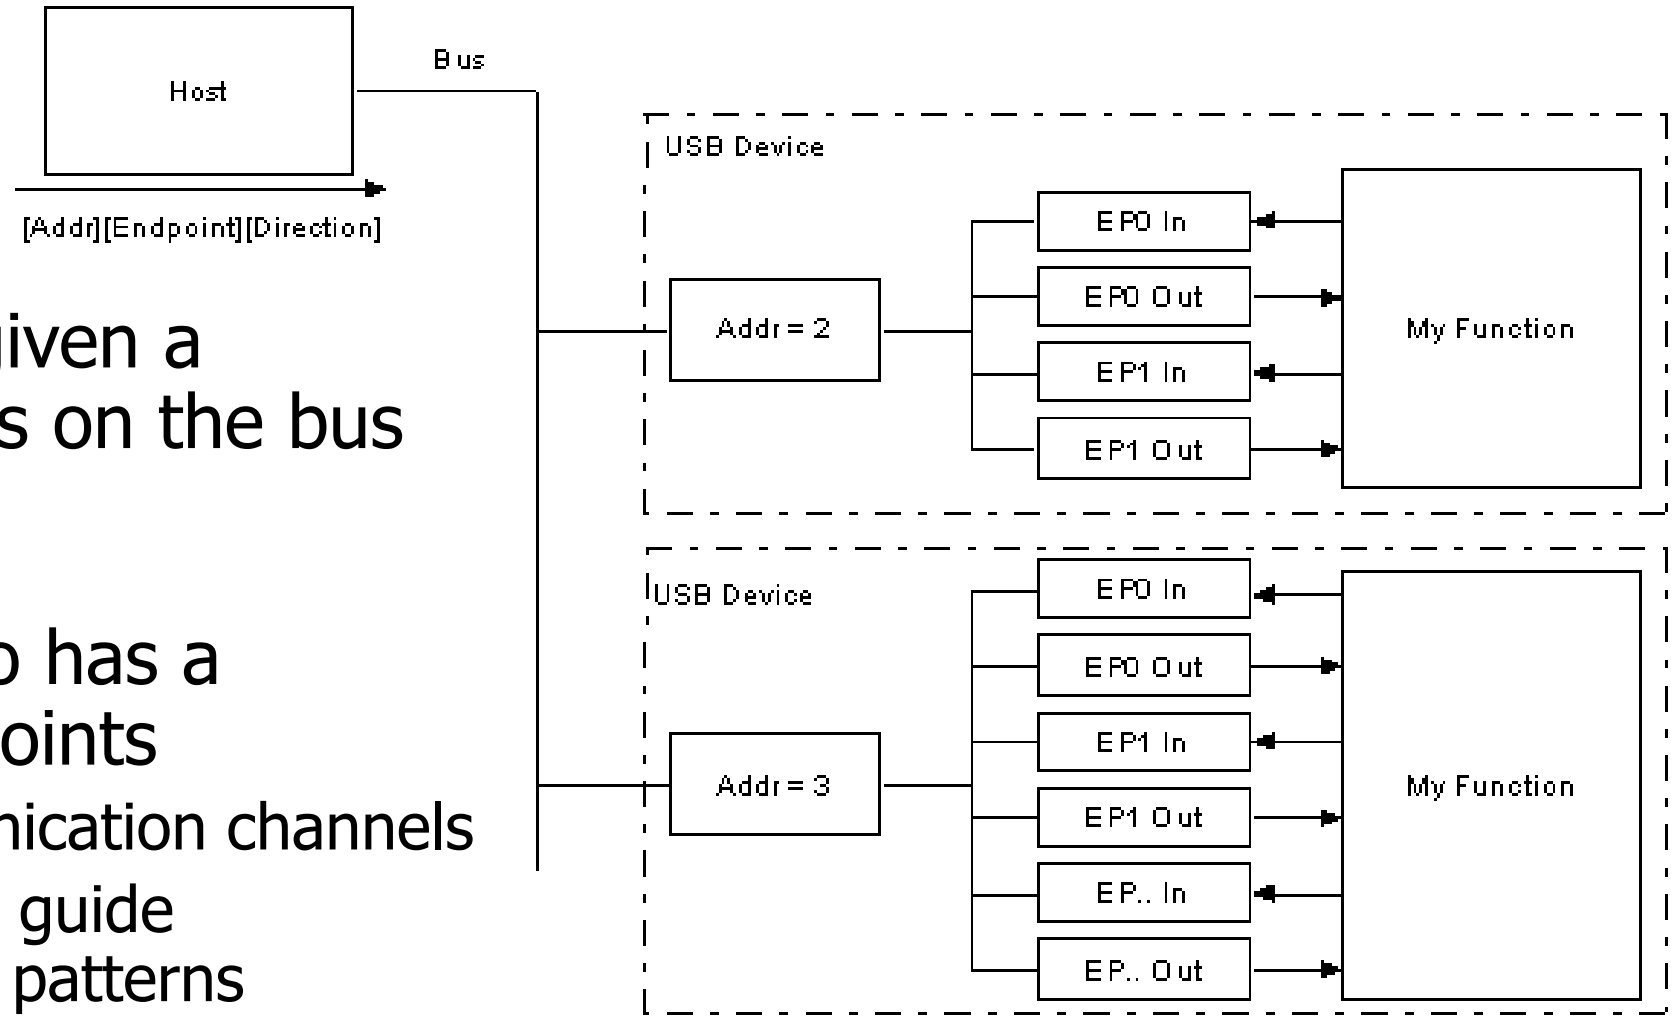 Host
Bus
[Addr][Endpoint][Direction]
given a
s on the bus
o has a
oints
nication channels
guide
patterns
USB Device
Addr = 2
EP0 In
EP0 Out
EP1 In
EP1 Out
My Function
USB Device
Addr = 3
EP0 In
EP0 Out
EP1 In
EP1 Out
EP.. In
EP.. Out
My Function